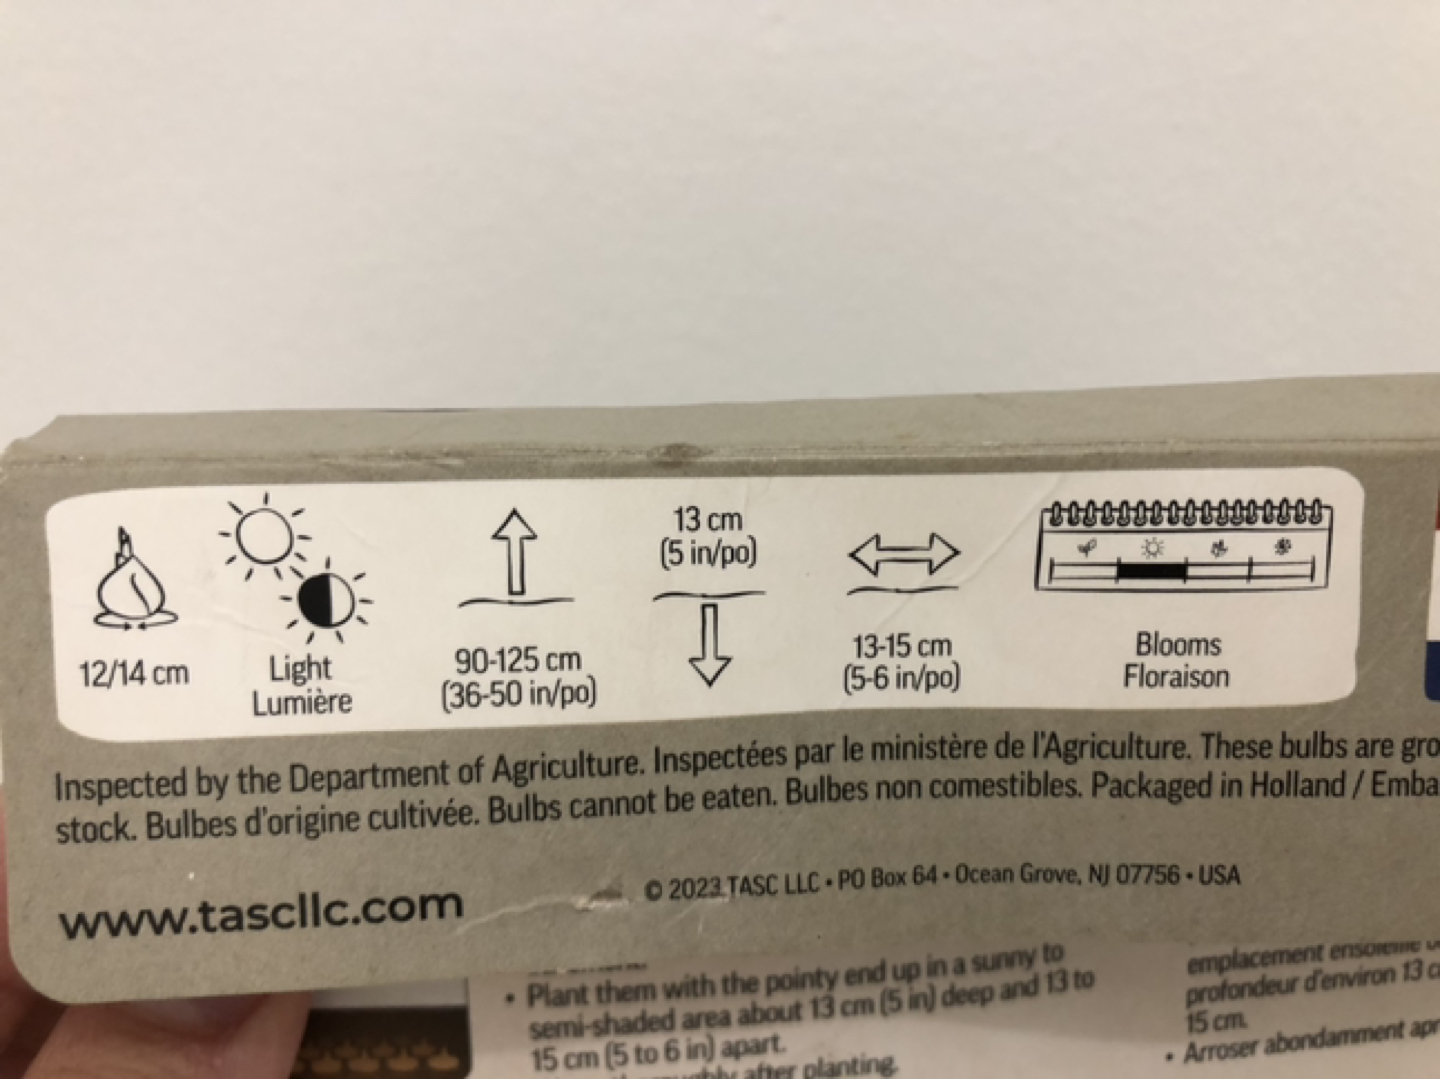 12/14 cm
Light
Lumière
90-125 cm
(36-50 in/po)
13 cm
(5 in/po)
13-15 cm
(5-6 in/po)
Blooms
Floraison
Inspected by the Department of Agriculture. Inspectées par le ministère de l'Agriculture. These bulbs are gro
stock. Bulbes d'origine cultivée. Bulbs cannot be eaten. Bulbes non comestibles. Packaged in Holland / Emba
www.tascllc.com
© 2023 TASC LLC • PO Box 64 • Ocean Grove, NJ 07756 • USA
• Plant them with the pointy end up in a sunny to
semi-shaded area about 13 cm (5 in) deep and 13 to
15 cm (5 to 6 in) apart.
after planting.
emplacement ensoleillé
profondeur d'environ 13 c
15 cm.
• Arroser abondamment apr